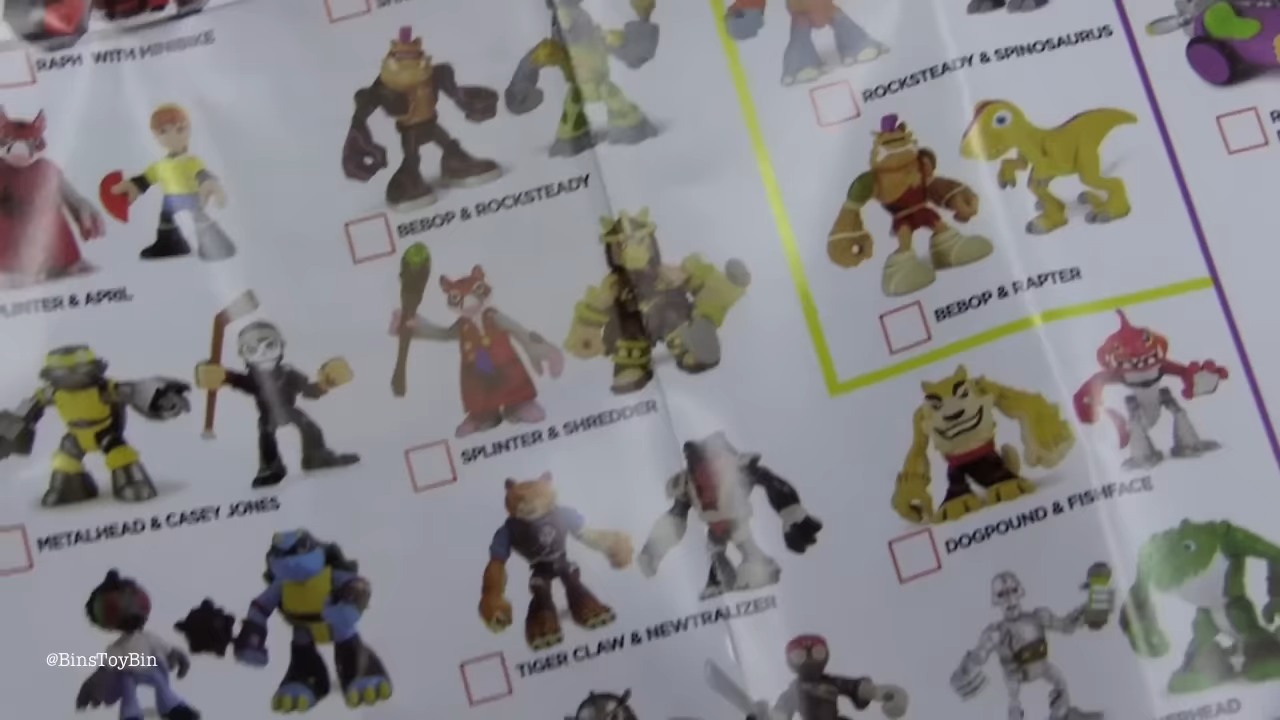 RAPH WITH MINIBIKE
SPLINTER & APRIL
METALHEAD & CASEY JONES
BEBOP & ROCKSTEADY
SPLINTER & SHREDDER
TIGER CLAW & NEWTRALIZER
ROCKSTEADY & SPINOSAURUS
BEBOP & RAPTER
DOGPOUND & FISHFACE
@BinsToyBin